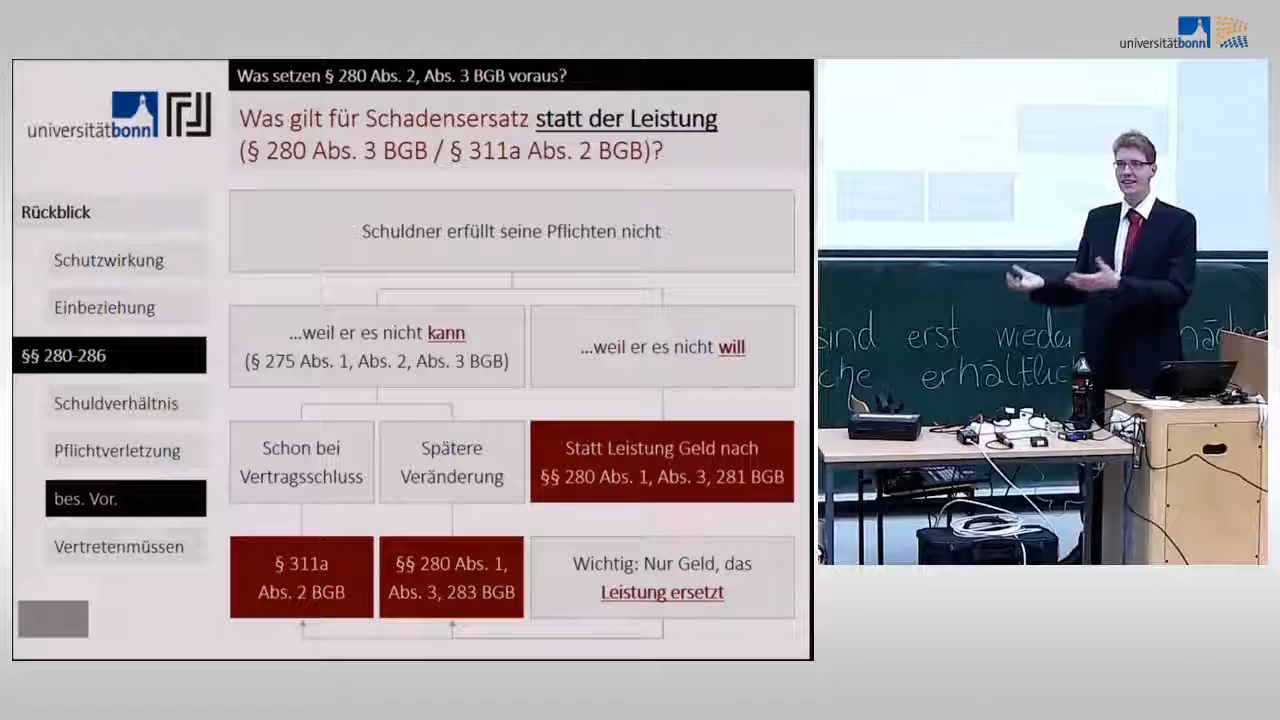 universitätbonn
Was setzen § 280 Abs. 2, Abs. 3 BGB voraus?
universitätbonn
Was gilt für Schadensersatz statt der Leistung
(§ 280 Abs. 3 BGB / § 311a Abs. 2 BGB)?
Rückblick
Schutzwirkung
Einbeziehung
§§ 280-286
Schuldverhältnis
Pflichtverletzung
bes. Vor.
Vertretenmüssen
Schuldner erfüllt seine Pflichten nicht
...weil er es nicht kann
(§ 275 Abs. 1, Abs. 2, Abs. 3 BGB)
...weil er es nicht will
Schon bei
Vertragsschluss
Spätere
Veränderung
Statt Leistung Geld nach
§§ 280 Abs. 1, Abs. 3, 281 BGB
§ 311a
Abs. 2 BGB
§§ 280 Abs. 1,
Abs. 3, 283 BGB
Wichtig: Nur Geld, das
Leistung ersetzt
sind erst wieder
erhältlic